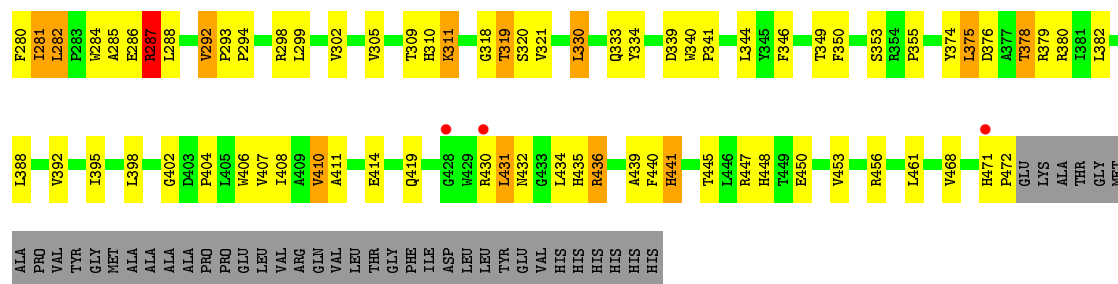 F280 I281 L282 P283 W284 A285 E286 R287 L288 V292 P293 P294 R298 L299 V302 V305 T309 H310 K311 G318 T319 S320 V321 L330 Q333 Y334 D339 W340 P341 L344 Y345 F346 T349 F350 S353 R354 P355 Y374 L375 D376 A377 T378 R379 R380 I381 L382
L388 V392 I395 L398 G402 D403 P404 L405 W406 V407 I408 V410 A411 E414 Q419 G428 W429 R430 L431 N432 G433 L434 H435 R436 A439 F440 H441 T445 L446 R447 H448 T449 E450 V453 R456 L461 V468 H471 P472 GLU LYS ALA THR GLY MET
ALA PRO VAL TYR GLY MET ALA ALA ALA ALA PRO PRO GLU LEU VAL ARG GLN VAL LEU THR GLY PHE ILE ASP LEU LEU TYR GLU VAL HIS HIS HIS HIS HIS HIS